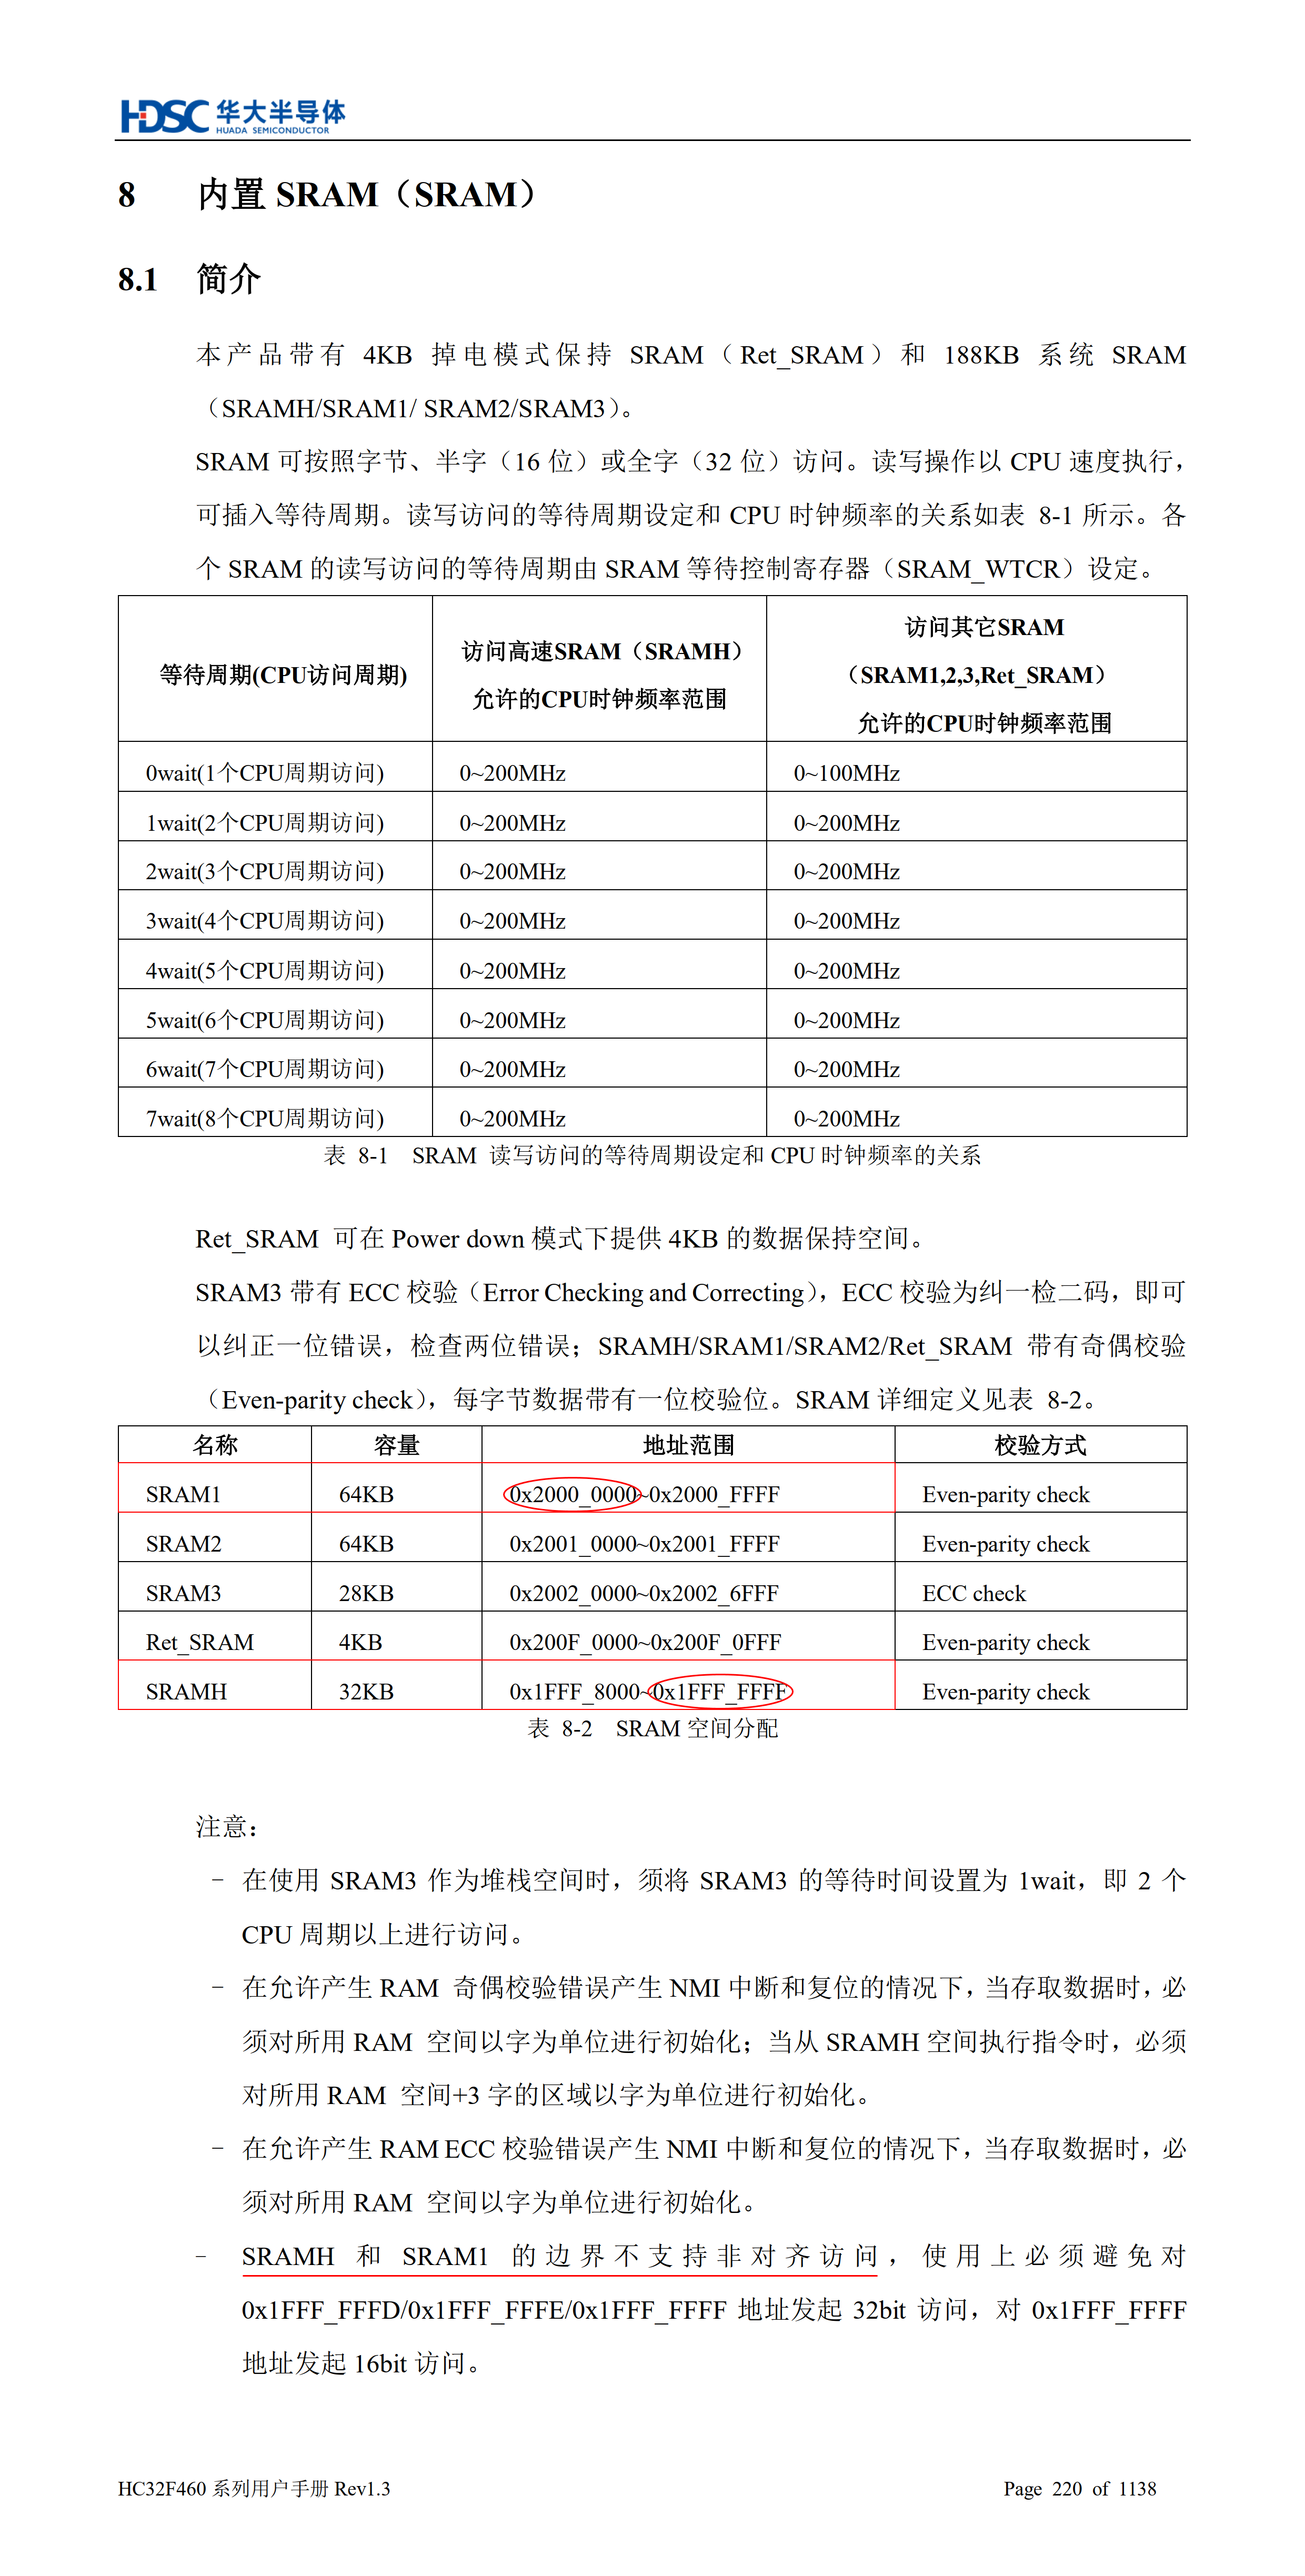 HDSC 华大半导体
HUADA SEMICONDUCTOR
8 内置 SRAM（SRAM）
8.1 简介
本产品带有 4KB 掉电模式保持 SRAM（Ret_SRAM）和 188KB 系统 SRAM
（SRAMH/SRAM1/ SRAM2/SRAM3）。
SRAM 可按照字节、半字（16 位）或全字（32 位）访问。读写操作以 CPU 速度执行，
可插入等待周期。读写访问的等待周期设定和 CPU 时钟频率的关系如表 8-1 所示。各
个 SRAM 的读写访问的等待周期由 SRAM 等待控制寄存器（SRAM_WTCR）设定。
等待周期(CPU访问周期)
访问高速SRAM（SRAMH）
允许的CPU时钟频率范围
访问其它SRAM
（SRAM1,2,3,Ret_SRAM）
允许的CPU时钟频率范围
0wait(1个CPU周期访问) 0~200MHz 0~100MHz
1wait(2个CPU周期访问) 0~200MHz 0~200MHz
2wait(3个CPU周期访问) 0~200MHz 0~200MHz
3wait(4个CPU周期访问) 0~200MHz 0~200MHz
4wait(5个CPU周期访问) 0~200MHz 0~200MHz
5wait(6个CPU周期访问) 0~200MHz 0~200MHz
6wait(7个CPU周期访问) 0~200MHz 0~200MHz
7wait(8个CPU周期访问) 0~200MHz 0~200MHz
表 8-1 SRAM 读写访问的等待周期设定和 CPU 时钟频率的关系
Ret_SRAM 可在 Power down 模式下提供 4KB 的数据保持空间。
SRAM3 带有 ECC 校验（Error Checking and Correcting），ECC 校验为纠一检二码，即可
以纠正一位错误，检查两位错误；SRAMH/SRAM1/SRAM2/Ret_SRAM 带有奇偶校验
（Even-parity check），每字节数据带有一位校验位。SRAM 详细定义见表 8-2。
名称 容量 地址范围 校验方式
SRAM1 64KB 0x2000_0000~0x2000_FFFF Even-parity check
SRAM2 64KB 0x2001_0000~0x2001_FFFF Even-parity check
SRAM3 28KB 0x2002_0000~0x2002_6FFF ECC check
Ret_SRAM 4KB 0x200F_0000~0x200F_0FFF Even-parity check
SRAMH 32KB 0x1FFF_8000~0x1FFF_FFFF Even-parity check
表 8-2 SRAM 空间分配
注意：
－ 在使用 SRAM3 作为堆栈空间时，须将 SRAM3 的等待时间设置为 1wait，即 2 个
CPU 周期以上进行访问。
－ 在允许产生 RAM 奇偶校验错误产生 NMI 中断和复位的情况下，当存取数据时，必
须对所用 RAM 空间以字为单位进行初始化；当从 SRAMH 空间执行指令时，必须
对所用 RAM 空间+3 字的区域以字为单位进行初始化。
－ 在允许产生 RAM ECC 校验错误产生 NMI 中断和复位的情况下，当存取数据时，必
须对所用 RAM 空间以字为单位进行初始化。
－ SRAMH 和 SRAM1 的边界不支持非对齐访问，使用上必须避免对
0x1FFF_FFFD/0x1FFF_FFFE/0x1FFF_FFFF 地址发起 32bit 访问，对 0x1FFF_FFFF
地址发起 16bit 访问。
HC32F460 系列用户手册 Rev1.3 Page 220 of 1138